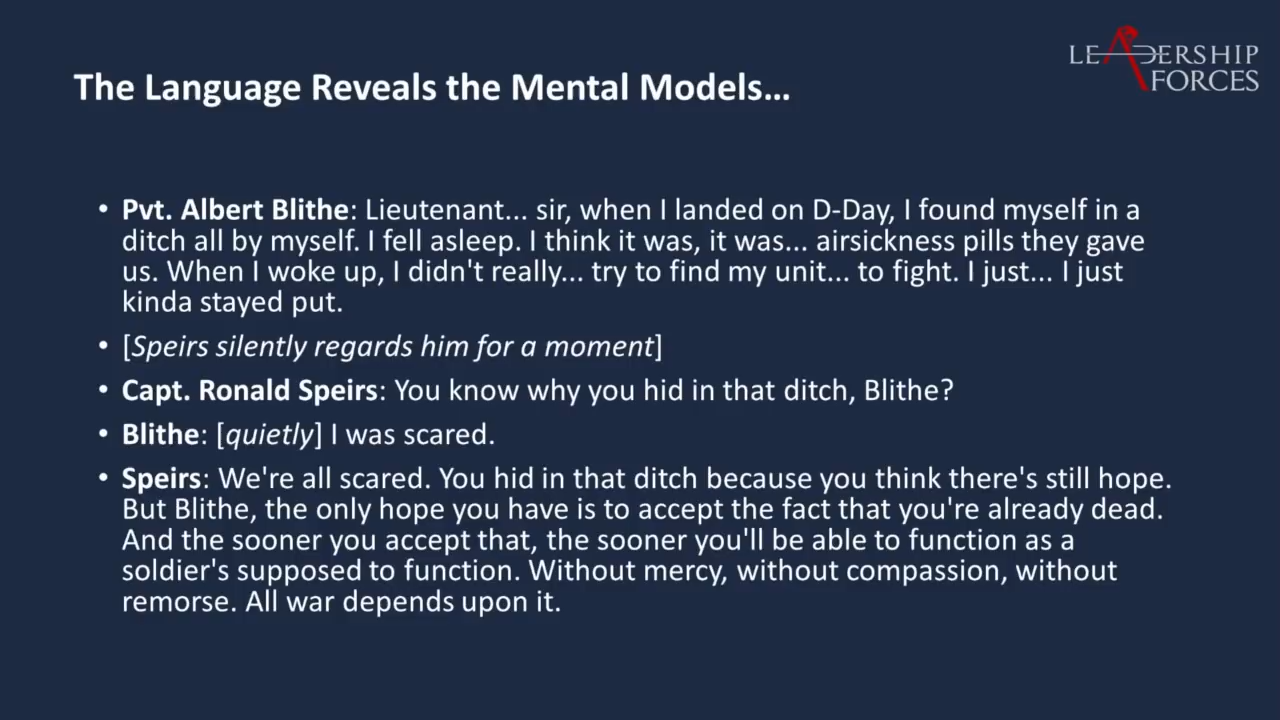 LEADERSHIP
FORCES
The Language Reveals the Mental Models...
• Pvt. Albert Blithe: Lieutenant... sir, when I landed on D-Day, I found myself in a
ditch all by myself. I fell asleep. I think it was, it was... airsickness pills they gave
us. When I woke up, I didn't really... try to find my unit... to fight. I just... I just
kinda stayed put.
• [Speirs silently regards him for a moment]
• Capt. Ronald Speirs: You know why you hid in that ditch, Blithe?
• Blithe: [quietly] I was scared.
• Speirs: We're all scared. You hid in that ditch because you think there's still hope.
But Blithe, the only hope you have is to accept the fact that you're already dead.
And the sooner you accept that, the sooner you'll be able to function as a
soldier's supposed to function. Without mercy, without compassion, without
remorse. All war depends upon it.